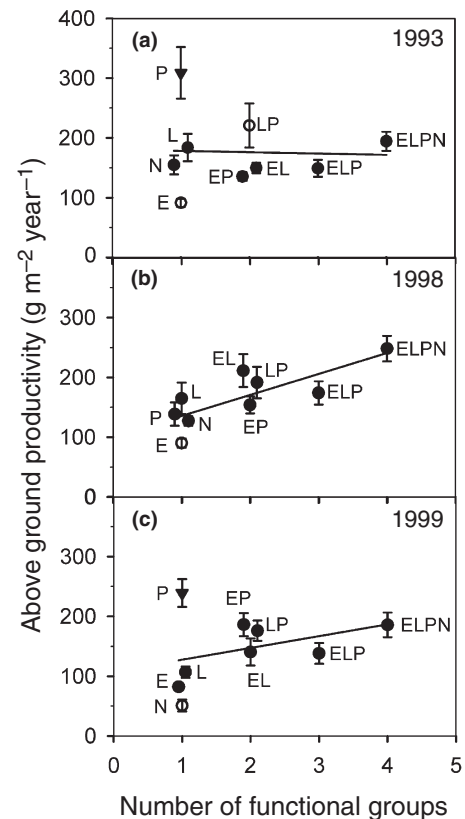 Above ground productivity (g m−2 year−1)
400
300
200
100
0
(a)
1993
P
L
N
E
LP
EP
EL
ELP
ELPN
300
200
100
0
(b)
1998
P
L
N
E
EL
LP
EP
ELP
ELPN
300
200
100
0
(c)
1999
P
E
L
N
EP
LP
EL
ELP
ELPN
0 1 2 3 4 5
Number of functional groups